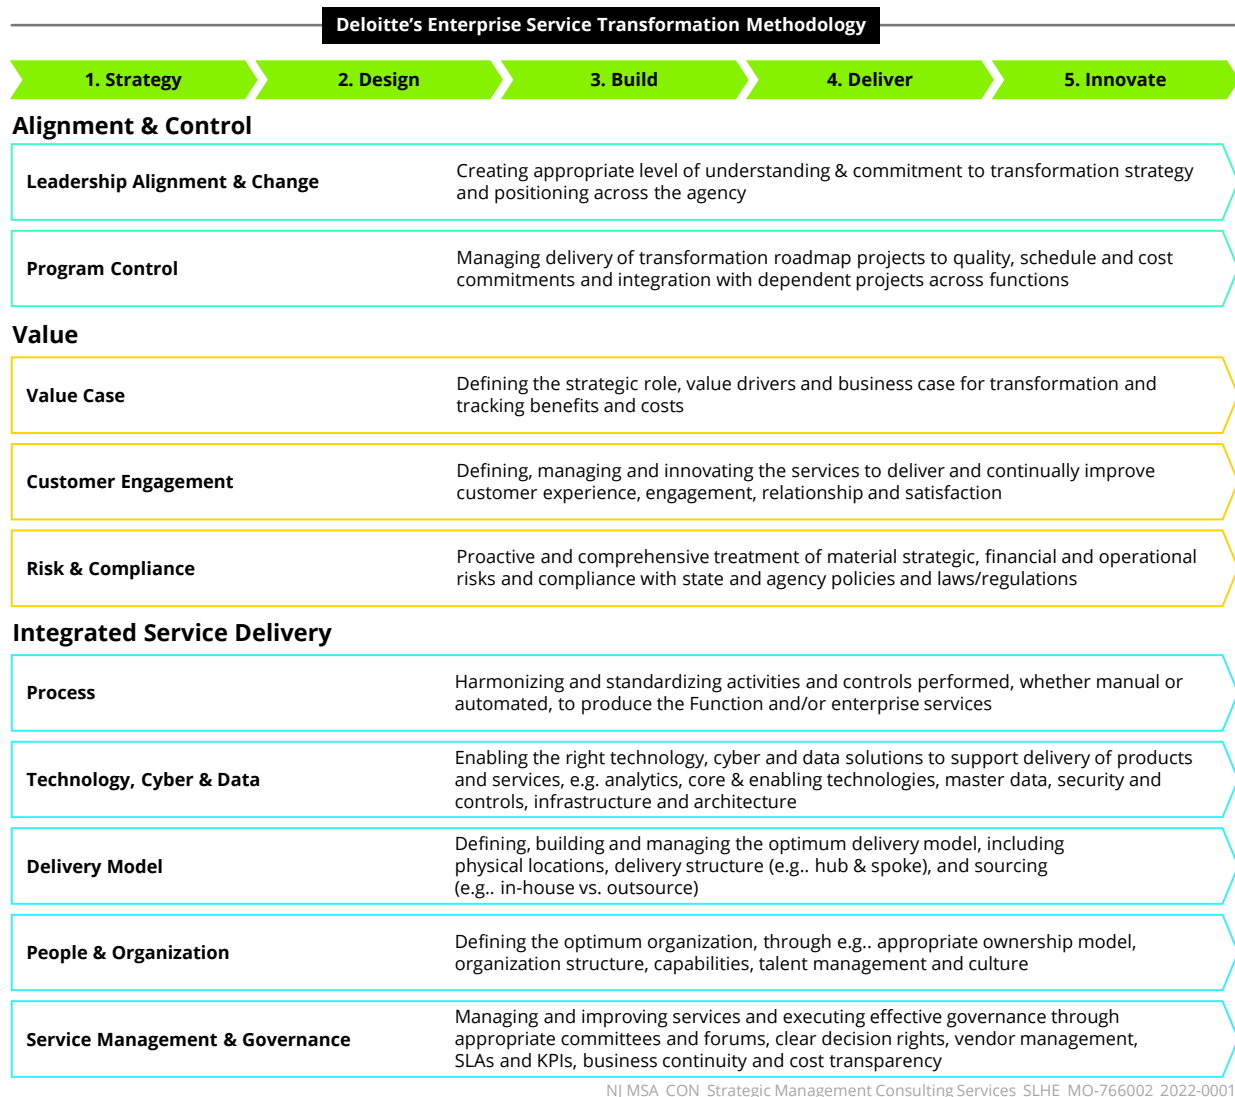 Deloitte's Enterprise Service Transformation Methodology
1. Strategy
2. Design
3. Build
4. Deliver
5. Innovate
Alignment & Control
Leadership Alignment & Change
Creating appropriate level of understanding & commitment to transformation strategy
and positioning across the agency
Program Control
Managing delivery of transformation roadmap projects to quality, schedule and cost
commitments and integration with dependent projects across functions
Value
Value Case
Defining the strategic role, value drivers and business case for transformation and
tracking benefits and costs
Customer Engagement
Defining, managing and innovating the services to deliver and continually improve
customer experience, engagement, relationship and satisfaction
Risk & Compliance
Proactive and comprehensive treatment of material strategic, financial and operational
risks and compliance with state and agency policies and laws/regulations
Integrated Service Delivery
Process
Harmonizing and standardizing activities and controls performed, whether manual or
automated, to produce the Function and/or enterprise services
Technology, Cyber & Data
Enabling the right technology, cyber and data solutions to support delivery of products
and services, e.g. analytics, core & enabling technologies, master data, security and
controls, infrastructure and architecture
Delivery Model
Defining, building and managing the optimum delivery model, including
physical locations, delivery structure (e.g.. hub & spoke), and sourcing
(e.g.. in-house vs. outsource)
People & Organization
Defining the optimum organization, through e.g.. appropriate ownership model,
organization structure, capabilities, talent management and culture
Service Management & Governance
Managing and improving services and executing effective governance through
appropriate committees and forums, clear decision rights, vendor management,
SLAs and KPIs, business continuity and cost transparency
NJ MSA_CON_Strategic Management Consulting Services_SLHE_MO-766002_2022-0001